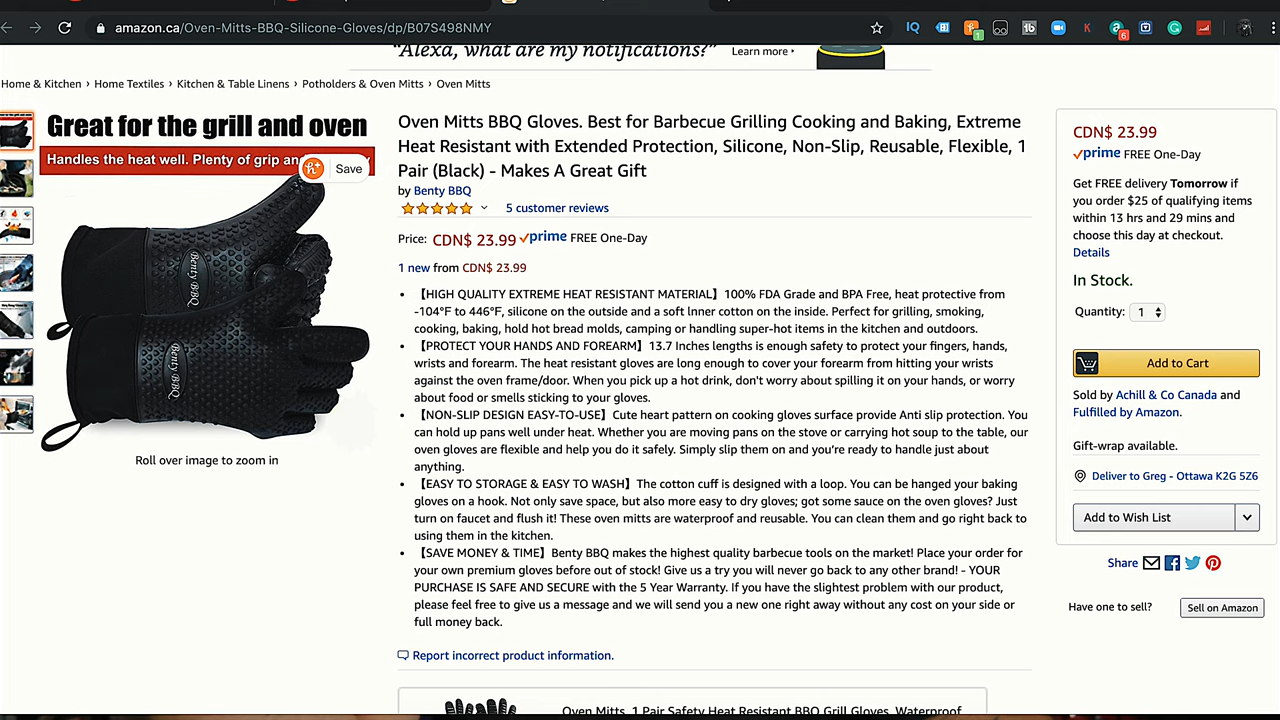 amazon.ca/Oven-Mitts-BBQ-Silicone-Gloves/dp/B07S498NMY
"Alexa, what are my notifications?"
Learn more ›
Home & Kitchen › Home Textiles › Kitchen & Table Linens › Potholders & Oven Mitts › Oven Mitts
Great for the grill and oven
Handles the heat well. Plenty of grip
Save
Benty BBQ
Benty BBQ
Roll over image to zoom in
Oven Mitts BBQ Gloves. Best for Barbecue Grilling Cooking and Baking, Extreme
Heat Resistant with Extended Protection, Silicone, Non-Slip, Reusable, Flexible, 1
Pair (Black) - Makes A Great Gift
by Benty BBQ
5 customer reviews
Price: CDN$ 23.99 prime FREE One-Day
1 new from CDN$ 23.99
• 【HIGH QUALITY EXTREME HEAT RESISTANT MATERIAL】100% FDA Grade and BPA Free, heat protective from
-104°F to 446°F, silicone on the outside and a soft lnner cotton on the inside. Perfect for grilling, smoking,
cooking, baking, hold hot bread molds, camping or handling super-hot items in the kitchen and outdoors.
• 【PROTECT YOUR HANDS AND FOREARM】13.7 Inches lengths is enough safety to protect your fingers, hands,
wrists and forearm. The heat resistant gloves are long enough to cover your forearm from hitting your wrists
against the oven frame/door. When you pick up a hot drink, don't worry about spilling it on your hands, or worry
about food or smells sticking to your gloves.
• 【NON-SLIP DESIGN EASY-TO-USE】Cute heart pattern on cooking gloves surface provide Anti slip protection. You
can hold up pans well under heat. Whether you are moving pans on the stove or carrying hot soup to the table, our
oven gloves are flexible and help you do it safely. Simply slip them on and you're ready to handle just about
anything.
• 【EASY TO STORAGE & EASY TO WASH】The cotton cuff is designed with a loop. You can be hanged your baking
gloves on a hook. Not only save space, but also more easy to dry gloves; got some sauce on the oven gloves? Just
turn on faucet and flush it! These oven mitts are waterproof and reusable. You can clean them and go right back to
using them in the kitchen.
• 【SAVE MONEY & TIME】Benty BBQ makes the highest quality barbecue tools on the market! Place your order for
your own premium gloves before out of stock! Give us a try you will never go back to any other brand! - YOUR
PURCHASE IS SAFE AND SECURE with the 5 Year Warranty. If you have the slightest problem with our product,
please feel free to give us a message and we will send you a new one right away without any cost on your side or
full money back.
Report incorrect product information.
Oven Mitts, 1 Pair Safety Heat Resistant BBQ Grill Gloves, Waterproof
CDN$ 23.99
prime FREE One-Day
Get FREE delivery Tomorrow if
you order $25 of qualifying items
within 13 hrs and 29 mins and
choose this day at checkout.
Details
In Stock.
Quantity: 1
Add to Cart
Sold by Achill & Co Canada and
Fulfilled by Amazon.
Gift-wrap available.
Deliver to Greg - Ottawa K2G 5Z6
Add to Wish List
Share
Have one to sell?
Sell on Amazon